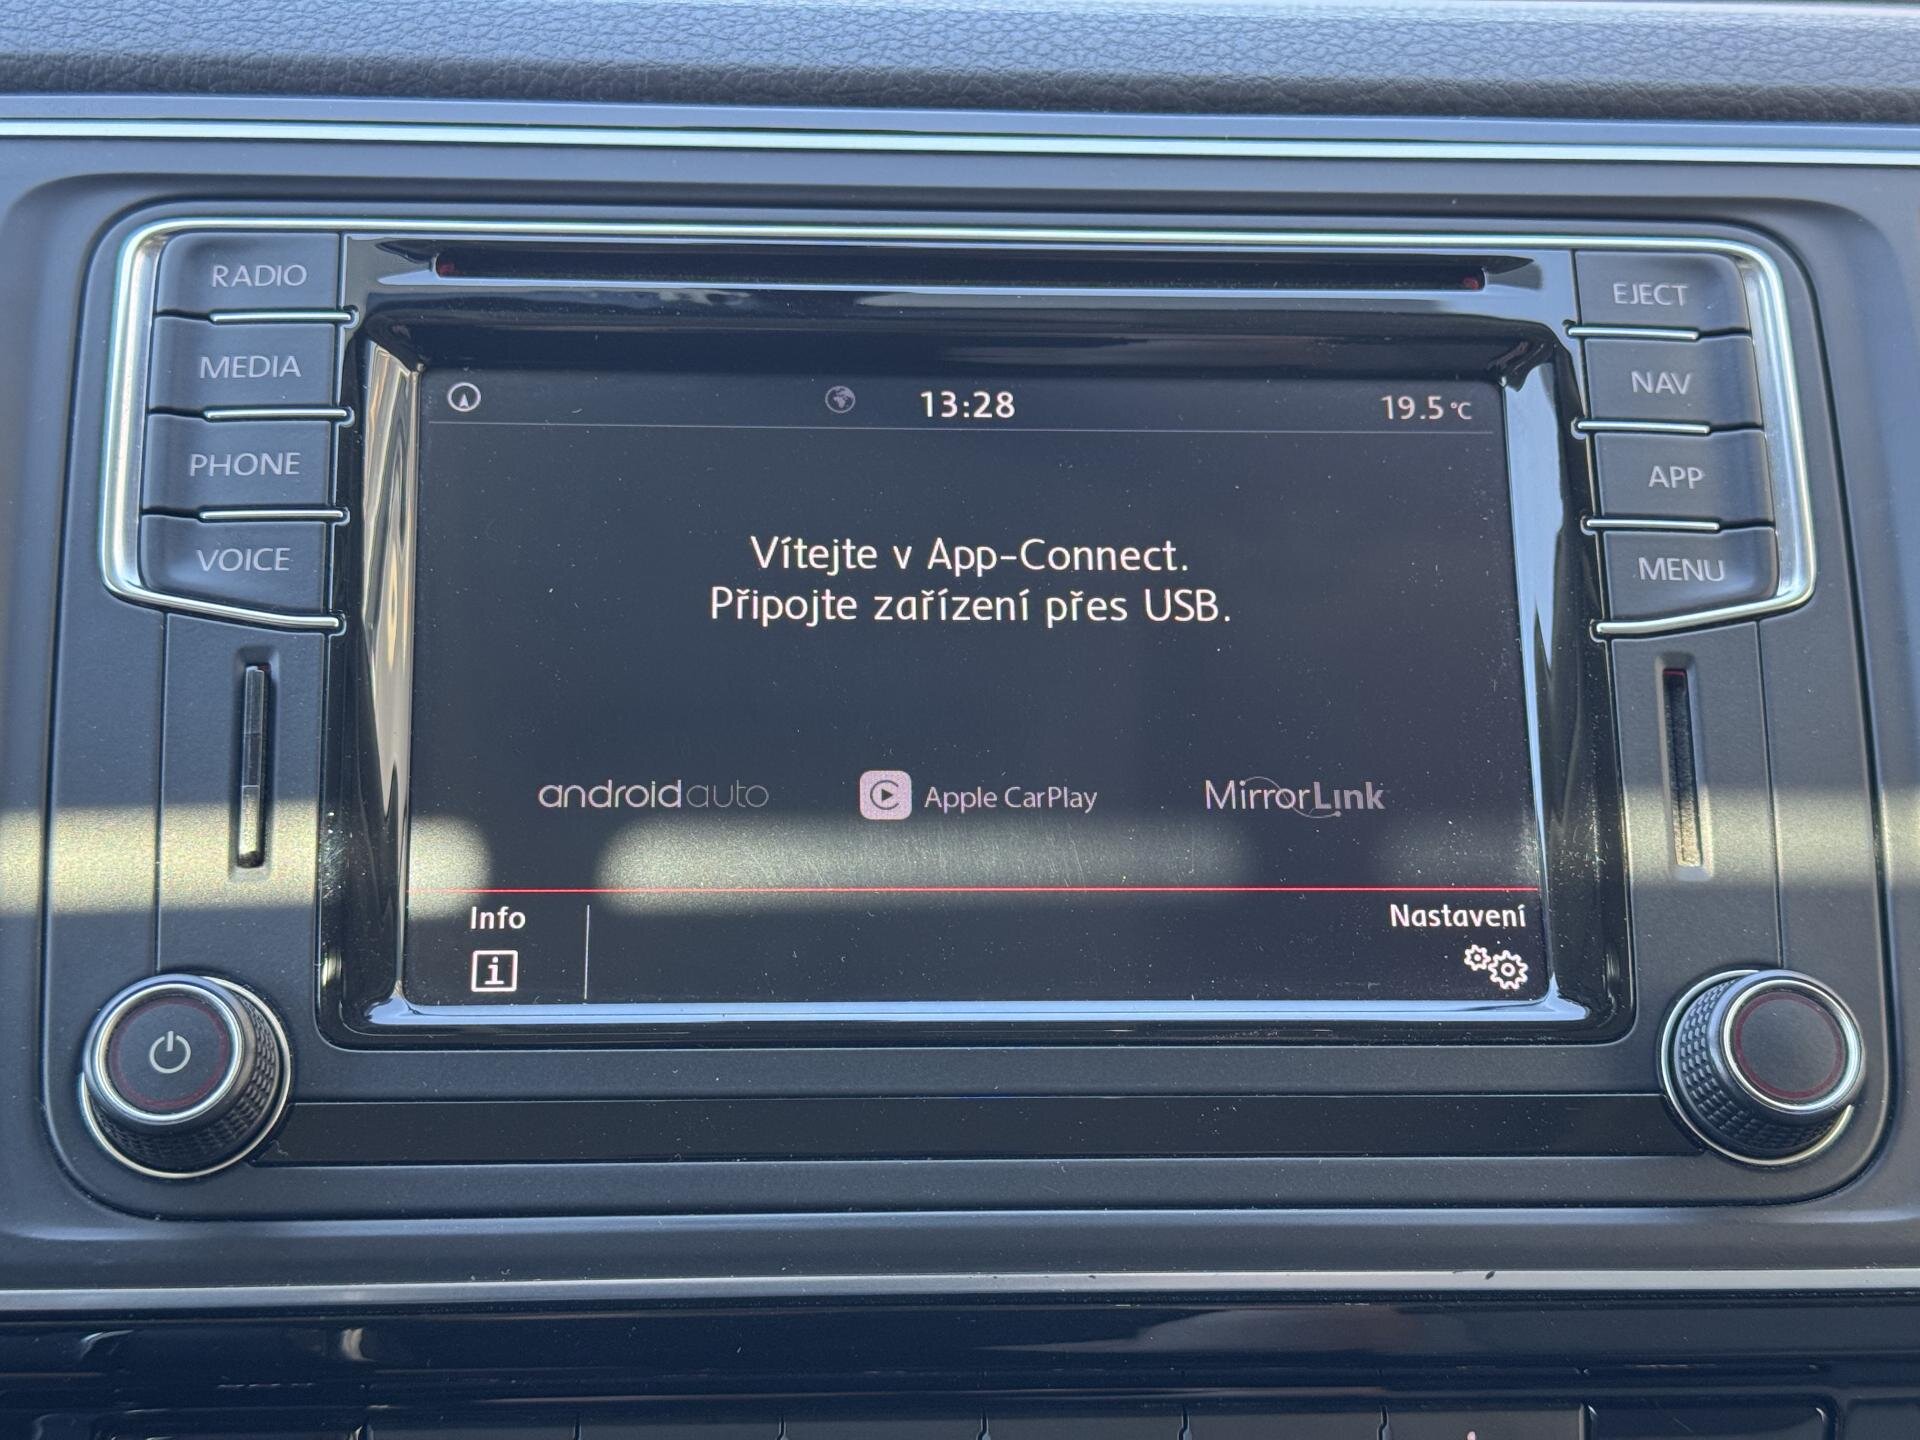 RADIO
MEDIA
PHONE
VOICE
EJECT
NAV
APP
MENU
13:28
19.5°C
Vítejte v App-Connect.
Připojte zařízení přes USB.
androidauto
Apple CarPlay
MirrorLink
Info
Nastavení